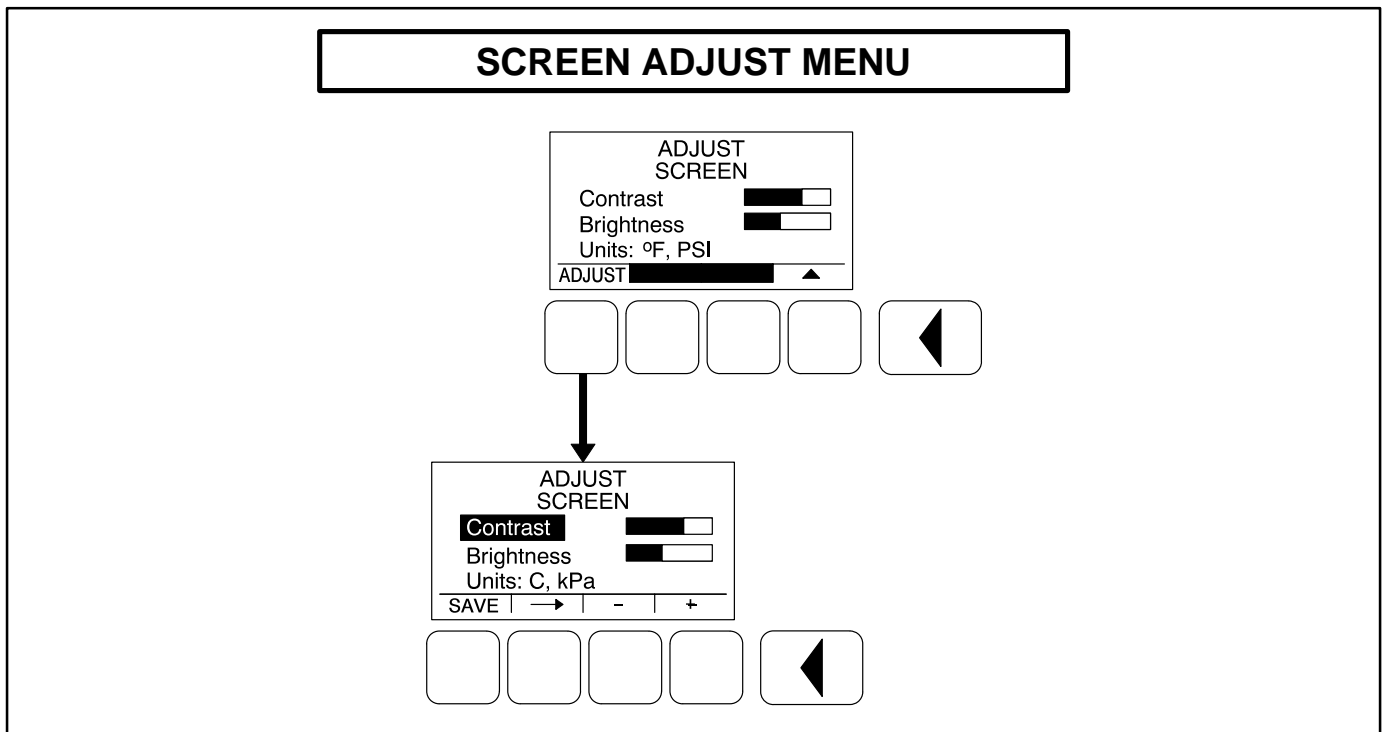 SCREEN ADJUST MENU
ADJUST
SCREEN
Contrast
Brightness
Units: ºF, PSI
ADJUST
ADJUST
SCREEN
Contrast
Brightness
Units: C, kPa
SAVE → - +